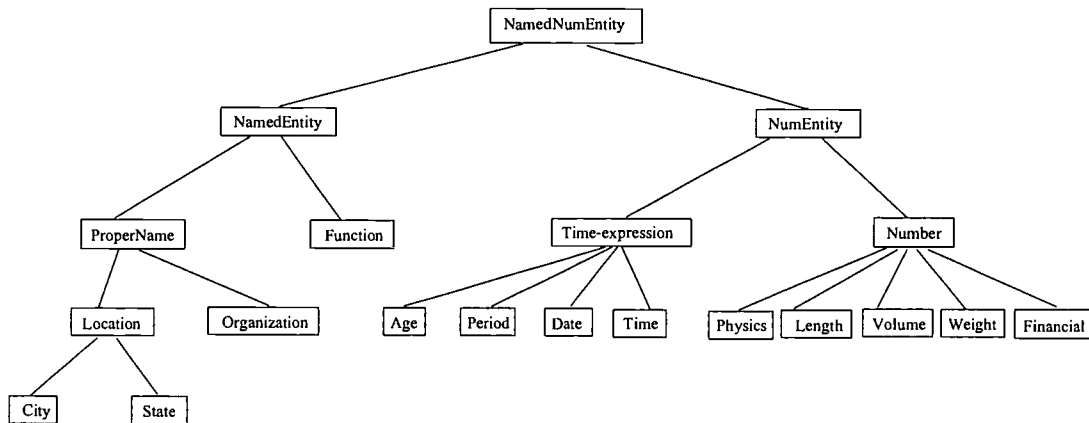 NamedNumEntity
NamedEntity
NumEntity
ProperName
Function
Time-expression
Number
Location
Organization
Age
Period
Date
Time
Physics
Length
Volume
Weight
Financial
City
State